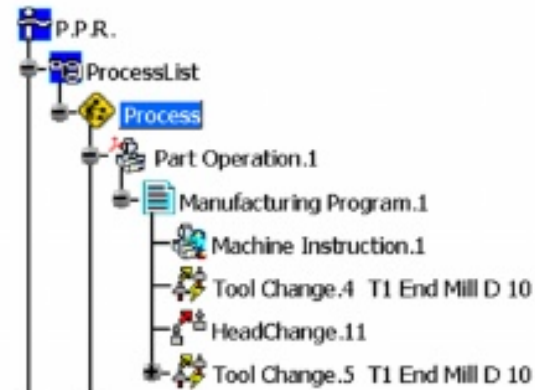 P.P.R.
ProcessList
Process
Part Operation.1
Manufacturing Program.1
Machine Instruction.1
Tool Change.4 T1 End Mill D 10
HeadChange.11
Tool Change.5 T1 End Mill D 10